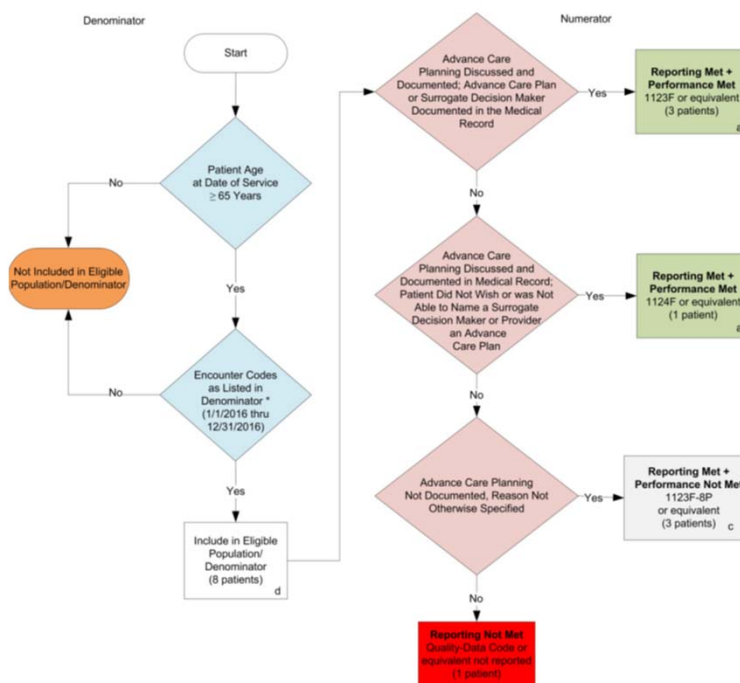 Denominator
Numerator
Start
Patient Age
at Date of Service
≥ 65 Years
No
Not Included in Eligible
Population/Denominator
Yes
No
Encounter Codes
as Listed in
Denominator *
(1/1/2016 thru
12/31/2016)
Yes
Include in Eligible
Population/
Denominator
(8 patients)
d
Advance Care
Planning Discussed and
Documented; Advance Care Plan
or Surrogate Decision Maker
Documented in the Medical
Record
Yes
Reporting Met +
Performance Met
1123F or equivalent
(3 patients)
a
No
Advance Care
Planning Discussed and
Documented in Medical Record;
Patient Did Not Wish or was Not
Able to Name a Surrogate
Decision Maker or Provider
an Advance
Care Plan
Yes
Reporting Met +
Performance Met
1124F or equivalent
(1 patient)
a
No
Advance Care Planning
Not Documented, Reason Not
Otherwise Specified
Yes
Reporting Met +
Performance Not Met
1123F-8P
or equivalent
(3 patients)
c
No
Reporting Not Met
Quality-Data Code or
equivalent not reported
(1 patient)